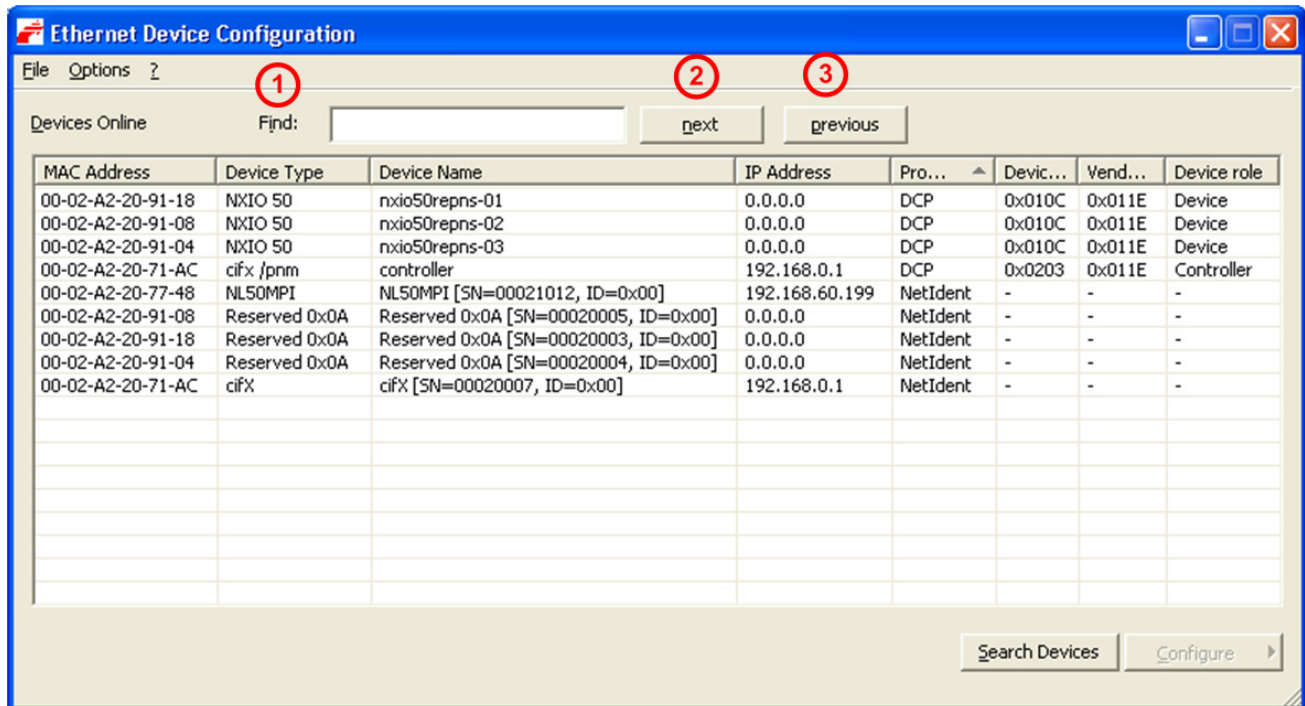 Ethernet Device Configuration
File Options ?
1 2 3
Devices Online Find: next previous
MAC Address Device Type Device Name IP Address Pro... Devic... Vend... Device role
00-02-A2-20-91-18 NXIO 50 nxio50repns-01 0.0.0.0 DCP 0x010C 0x011E Device
00-02-A2-20-91-08 NXIO 50 nxio50repns-02 0.0.0.0 DCP 0x010C 0x011E Device
00-02-A2-20-91-04 NXIO 50 nxio50repns-03 0.0.0.0 DCP 0x010C 0x011E Device
00-02-A2-20-71-AC cifx /pnm controller 192.168.0.1 DCP 0x0203 0x011E Controller
00-02-A2-20-77-48 NL50MPI NL50MPI [SN=00021012, ID=0x00] 192.168.60.199 NetIdent - - -
00-02-A2-20-91-08 Reserved 0x0A Reserved 0x0A [SN=00020005, ID=0x00] 0.0.0.0 NetIdent - - -
00-02-A2-20-91-18 Reserved 0x0A Reserved 0x0A [SN=00020003, ID=0x00] 0.0.0.0 NetIdent - - -
00-02-A2-20-91-04 Reserved 0x0A Reserved 0x0A [SN=00020004, ID=0x00] 0.0.0.0 NetIdent - - -
00-02-A2-20-71-AC cifX cifX [SN=00020007, ID=0x00] 192.168.0.1 NetIdent - - -
Search Devices Configure